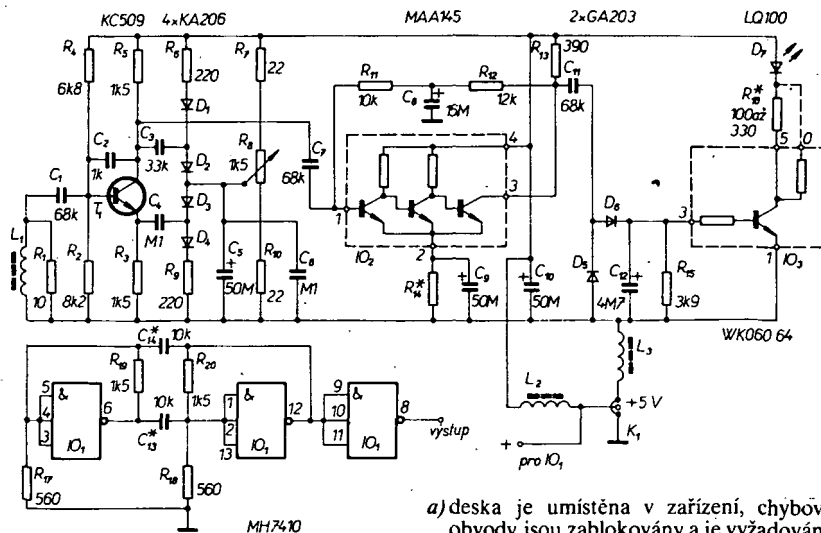 KC509 4×KA206 MAA145 2×GA203 LQ100
R4 R5 R6 R7 R13 390
6k8 1k5 220 22
D7
R11 R12 C11
10k 12k 68k
C8 15M
R16* 100až 330
D1
C2 1k
C3 33k
D2
R8 1k5
C7 68k
4
5 0
C1 68k
T1
D3
3
1
D6
3
L1
C4 M1
D4
IO2
2
D5
R1 10
R2 8k2
R3 1k5
R9 220
C5 50M
C6 M1
R10 22
R14*
C9 50M
C10 50M
C12 4M7
R15 3k9
1 IO3
WK060 64
C14* 10k
R19 1k5
R20 1k5
L3
L2
+5 V
K1
+
pro IO1
5 4 3 & IO1 6
10k C13*
1 2 13 & IO1 12
9 10 11 & IO1 8
výstup
R17 560
R18 560
MH7410
a) deska je umístěna v zařízení, chybov
obvody jsou zablokovány a je vyžadován